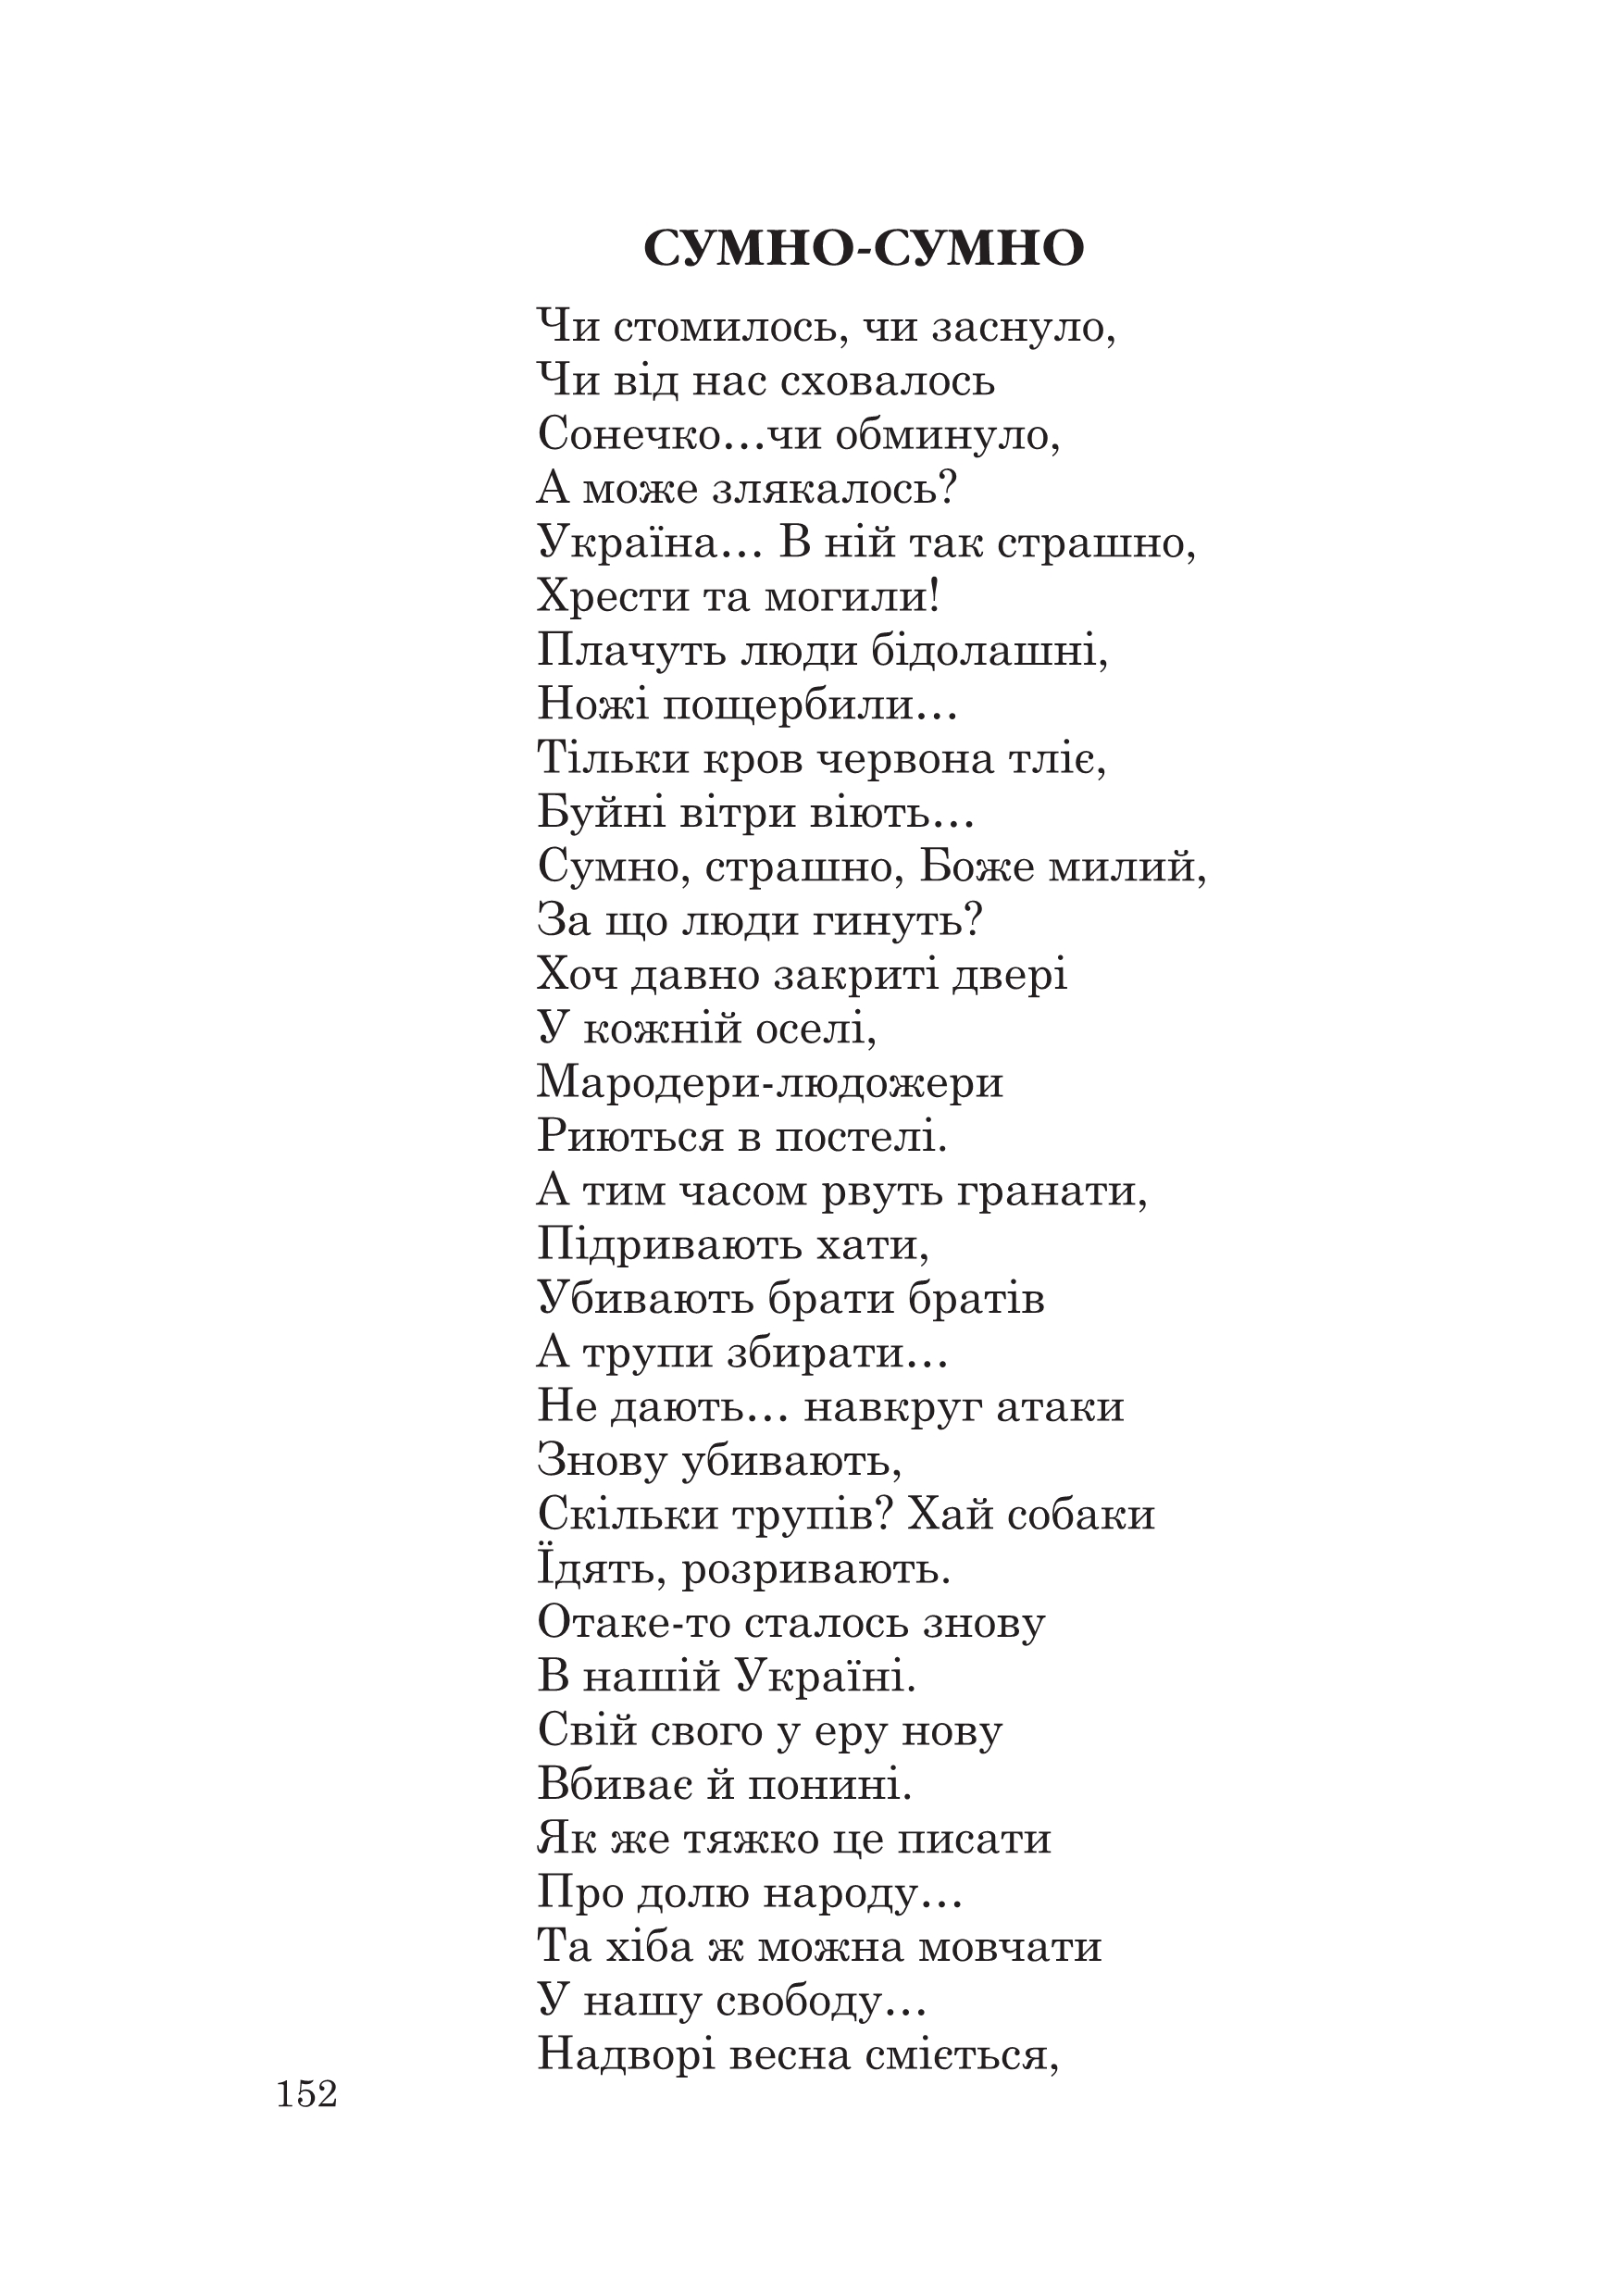 СУМНО-СУМНО
Чи стомилось, чи заснуло,
Чи від нас сховалось
Сонечко...чи обминуло,
А може злякалось?
Україна... В ній так страшно,
Хрести та могили!
Плачуть люди бідолашні,
Ножі пощербили...
Тільки кров червона тліє,
Буйні вітри віють...
Сумно, страшно, Боже милий,
За що люди гинуть?
Хоч давно закриті двері
У кожній оселі,
Мародери-людожери
Риються в постелі.
А тим часом рвуть гранати,
Підривають хати,
Убивають брати братів
А трупи збирати...
Не дають... навкруг атаки
Знову убивають,
Скільки трупів? Хай собаки
Їдять, розривають.
Отаке-то сталось знову
В нашій Україні.
Свій свого у еру нову
Вбиває й понині.
Як же тяжко це писати
Про долю народу...
Та хіба ж можна мовчати
У нашу свободу...
Надворі весна сміється,
152